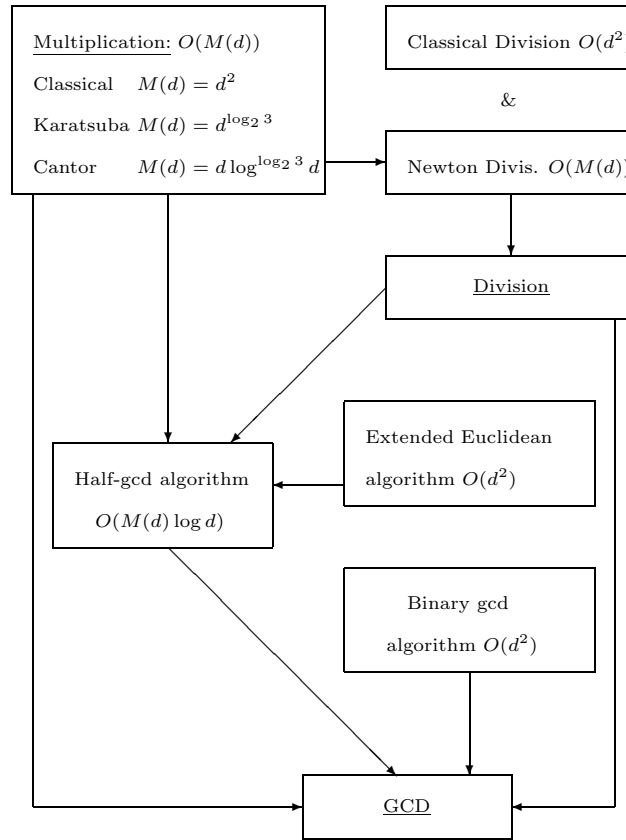 Multiplication: O(M(d))
Classical M(d) = d^2
Karatsuba M(d) = d^{log_2 3}
Cantor M(d) = d log^{log_2 3} d
Classical Division O(d^2)
&
Newton Divis. O(M(d))
Division
Extended Euclidean
algorithm O(d^2)
Half-gcd algorithm
O(M(d) log d)
Binary gcd
algorithm O(d^2)
GCD